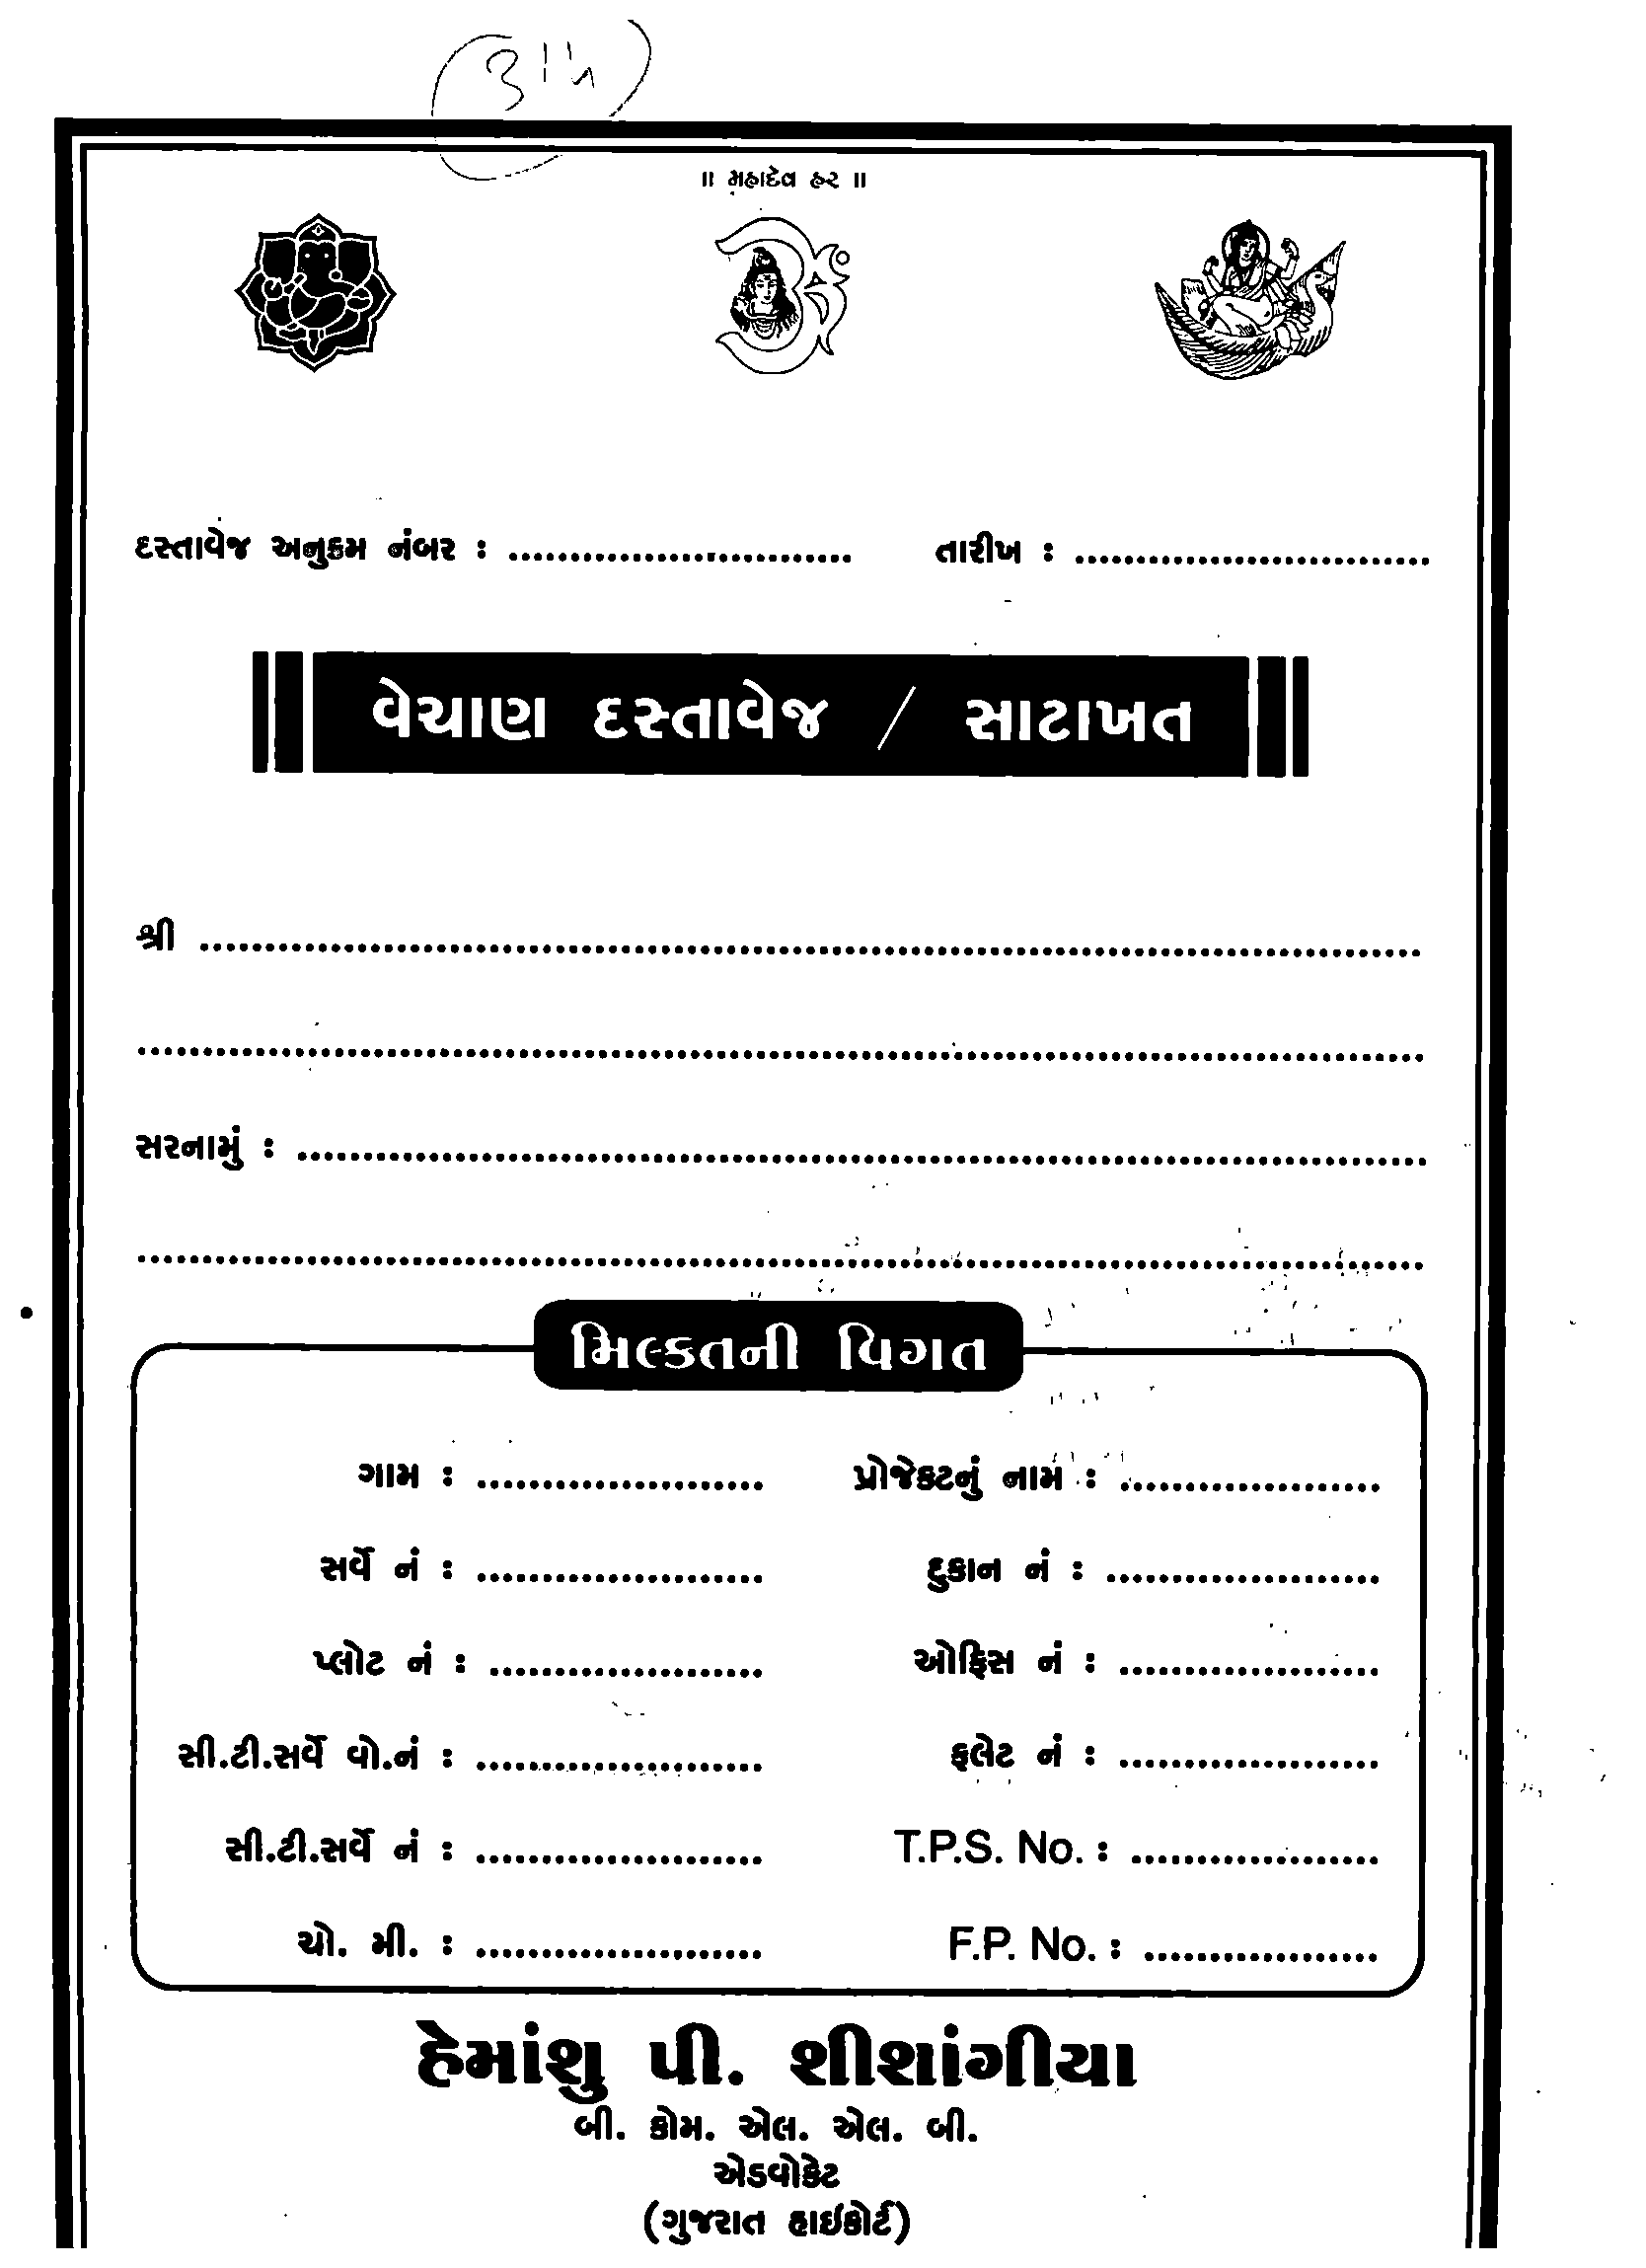 ॥ મહાદેવ હર ॥
દસ્તાવેજ અનુક્રમ નંબર : ............................ તારીખ : ............................
વેચાણ દસ્તાવેજ / સાટાખત
શ્રી ................................................................................
................................................................................
સરનામું : ................................................................................
................................................................................
મિલ્કતની વિગત
ગામ : ...................... પ્રોજેક્ટનું નામ : ....................
સર્વે નં : ...................... દુકાન નં : .....................
પ્લોટ નં : ..................... ઓફિસ નં : ....................
સી.ટી.સર્વે વો.નં : ...................... ફ્લેટ નં : ....................
સી.ટી.સર્વે નં : ...................... T.P.S. No. : ...................
ચો. મી. : ...................... F.P. No. : ..................
હેમાંશુ પી. શીશાંગીયા
બી. કોમ. એલ. એલ. બી.
એડવોકેટ
(ગુજરાત હાઈકોર્ટ)